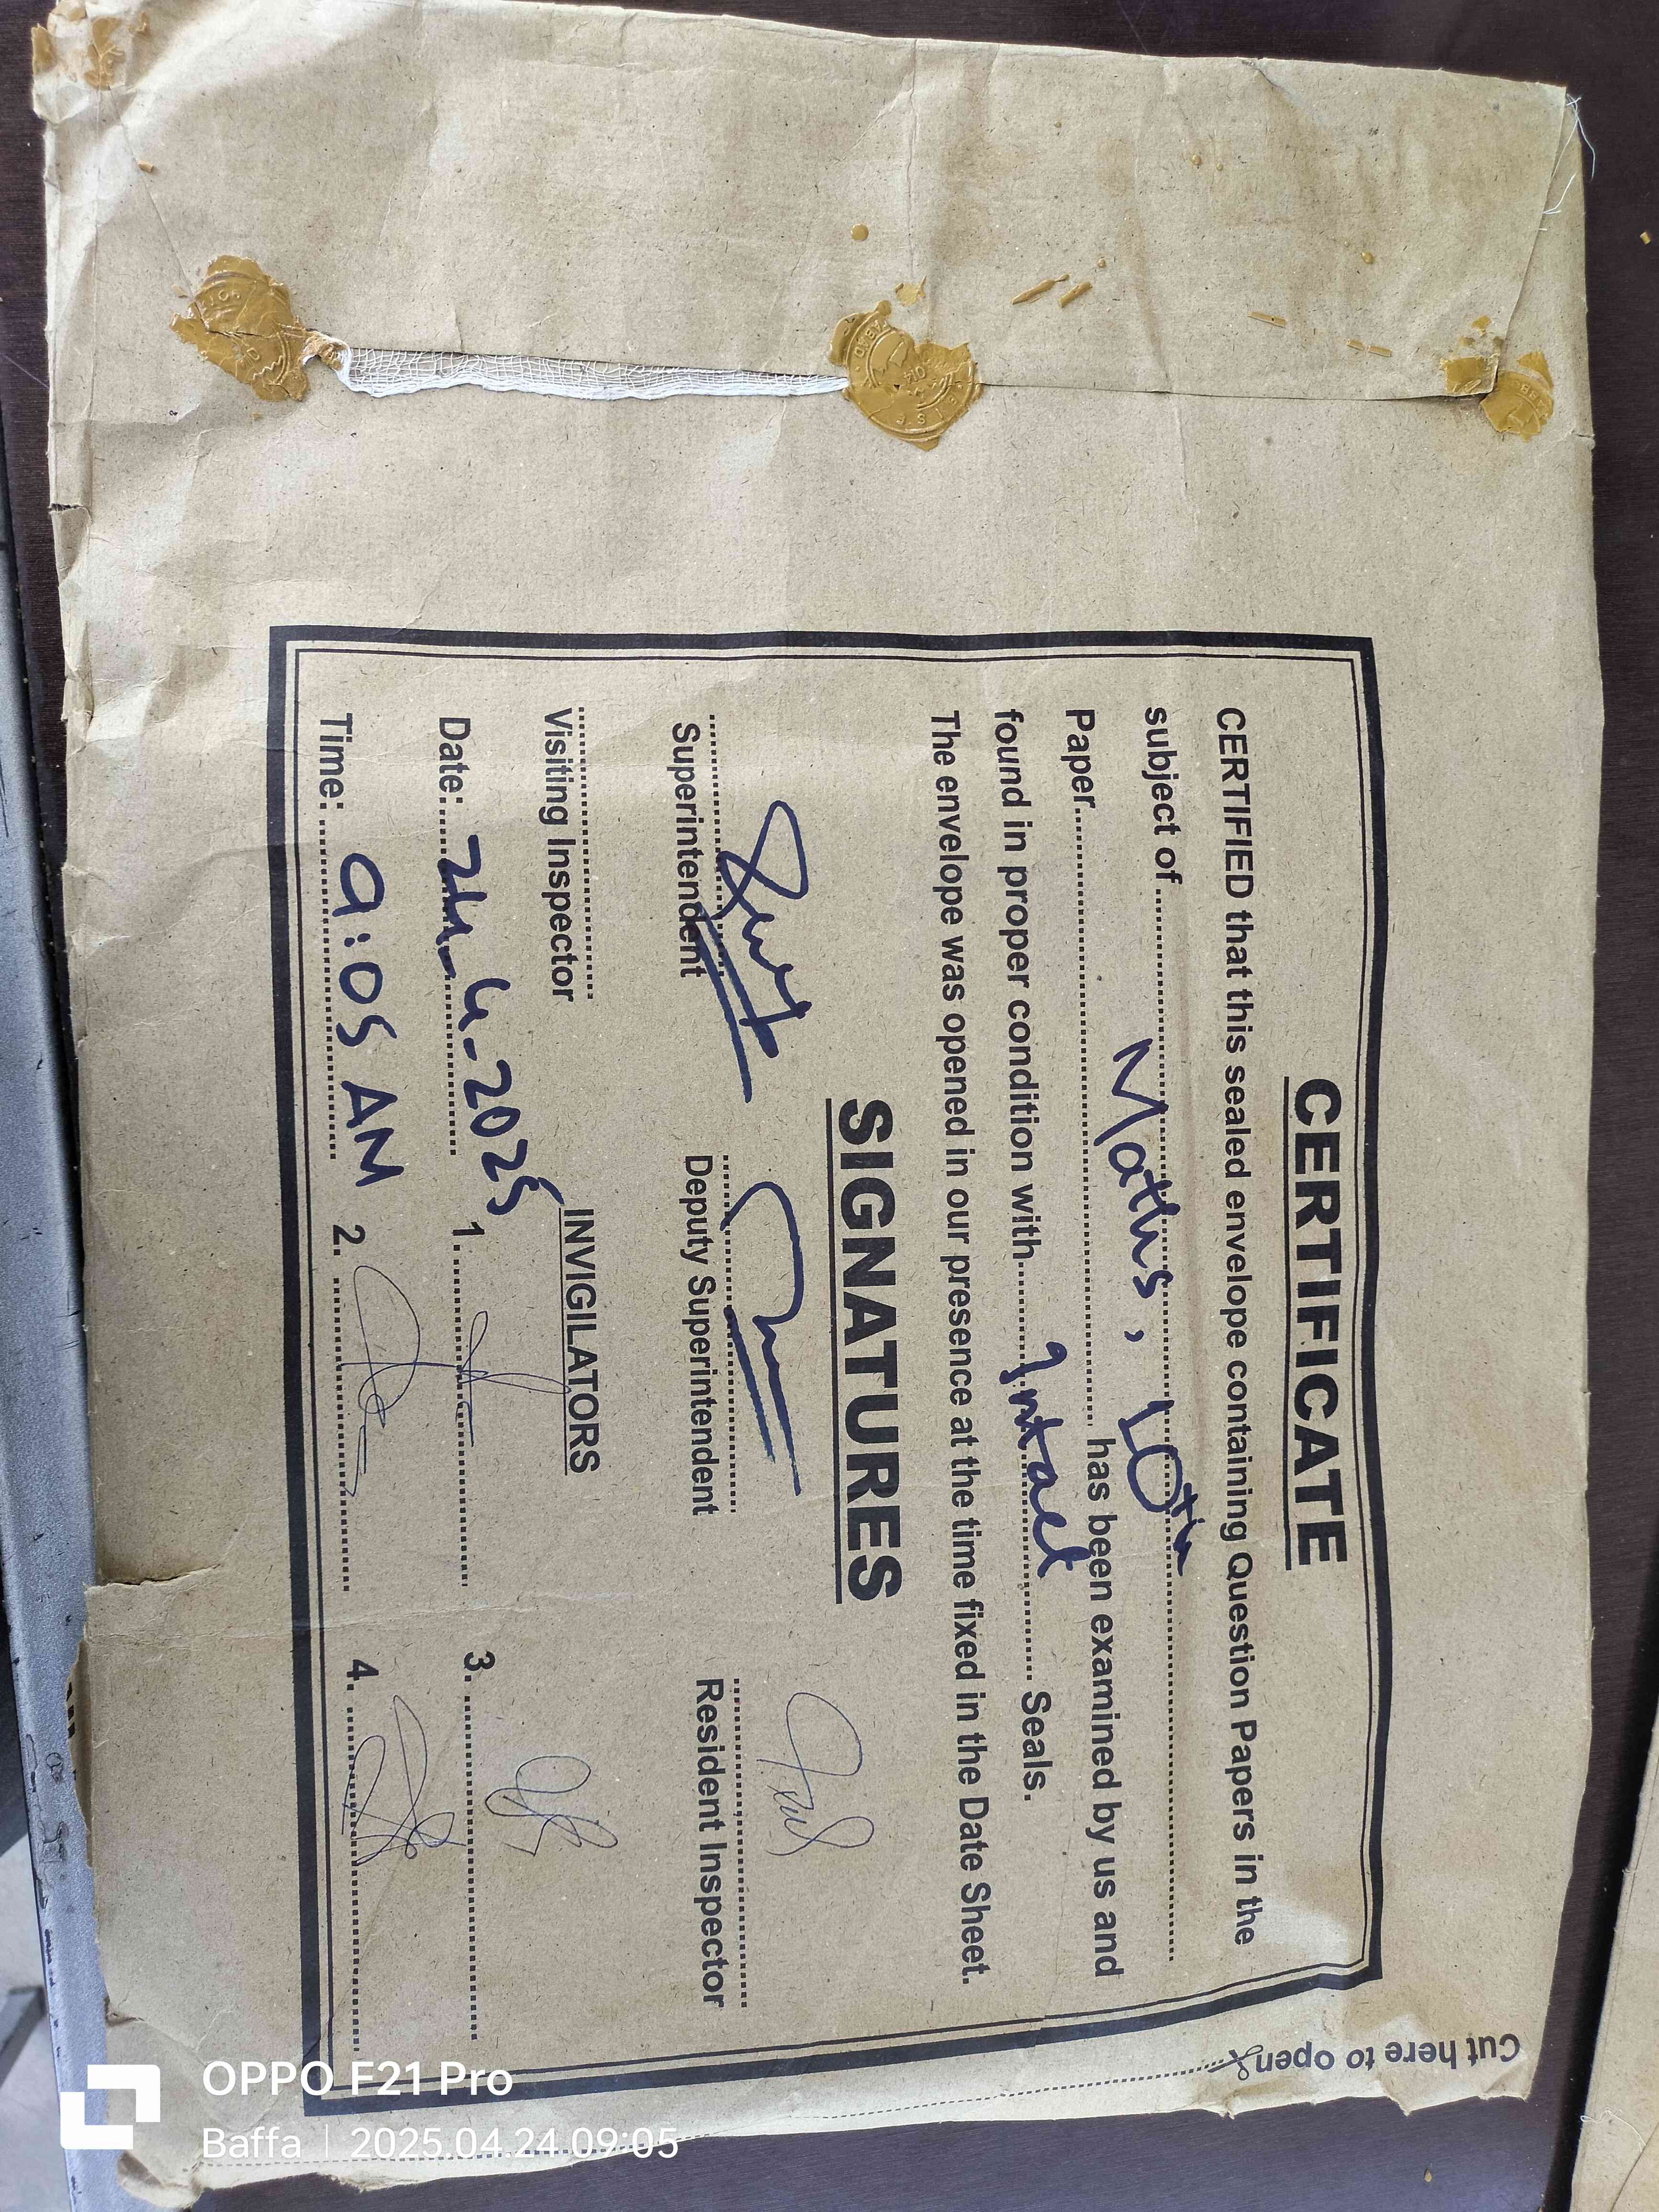 CERTIFICATE
CERTIFIED that this sealed envelope containing Question Papers in the
subject of Maths, 10th
Paper has been examined by us and
found in proper condition with Intact Seals.
The envelope was opened in our presence at the time fixed in the Date Sheet.
SIGNATURES
Superintendent Deputy Superintendent Resident Inspector
Visiting Inspector
INVIGILATORS
Date: 24-4-2025 1. 3.
Time: 9:05 AM 2. 4.
Cut here to open
OPPO F21 Pro
Baffa | 2025.04.24 09:05